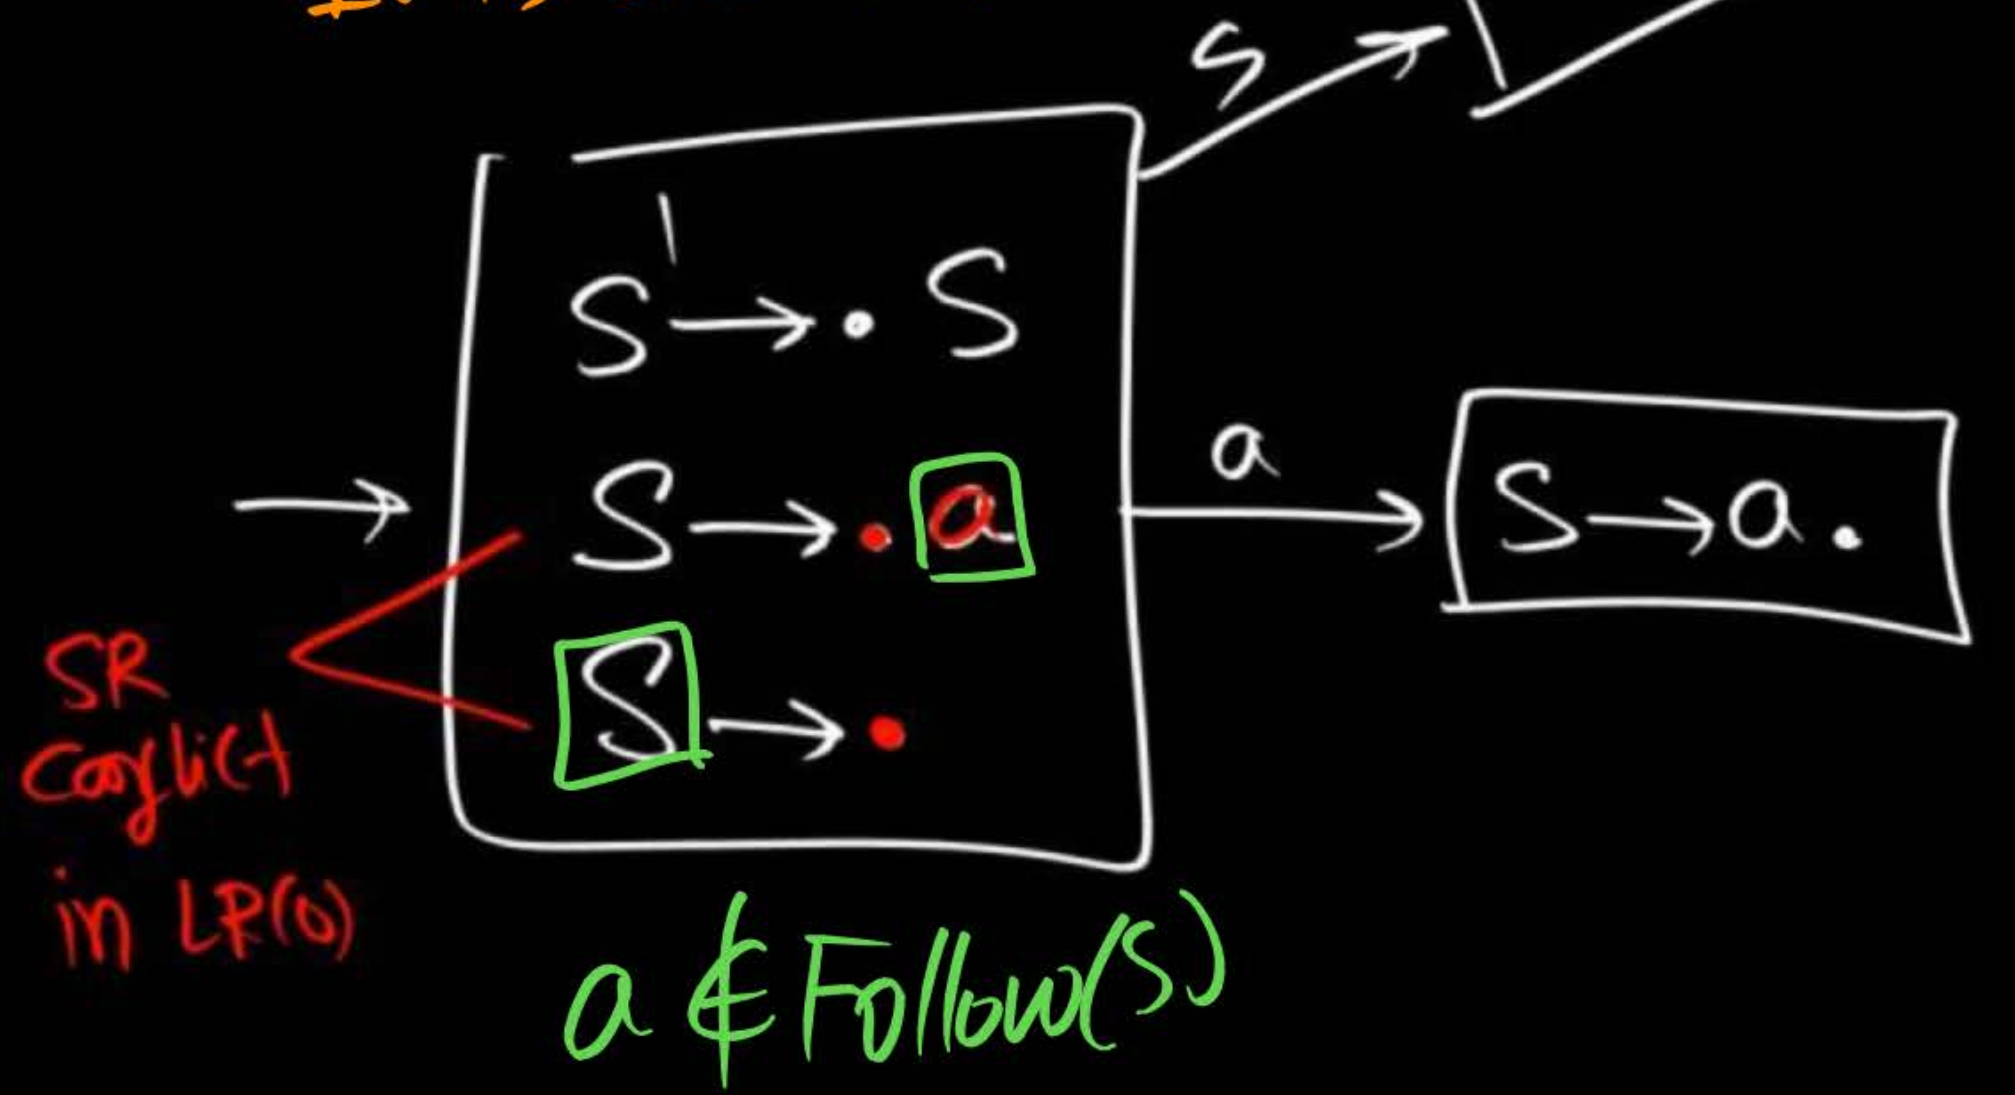 S
S' → . S
a
S → . a
S → a .
S → .
SR
conflict
in LR(0)
a ∉ Follow(S)